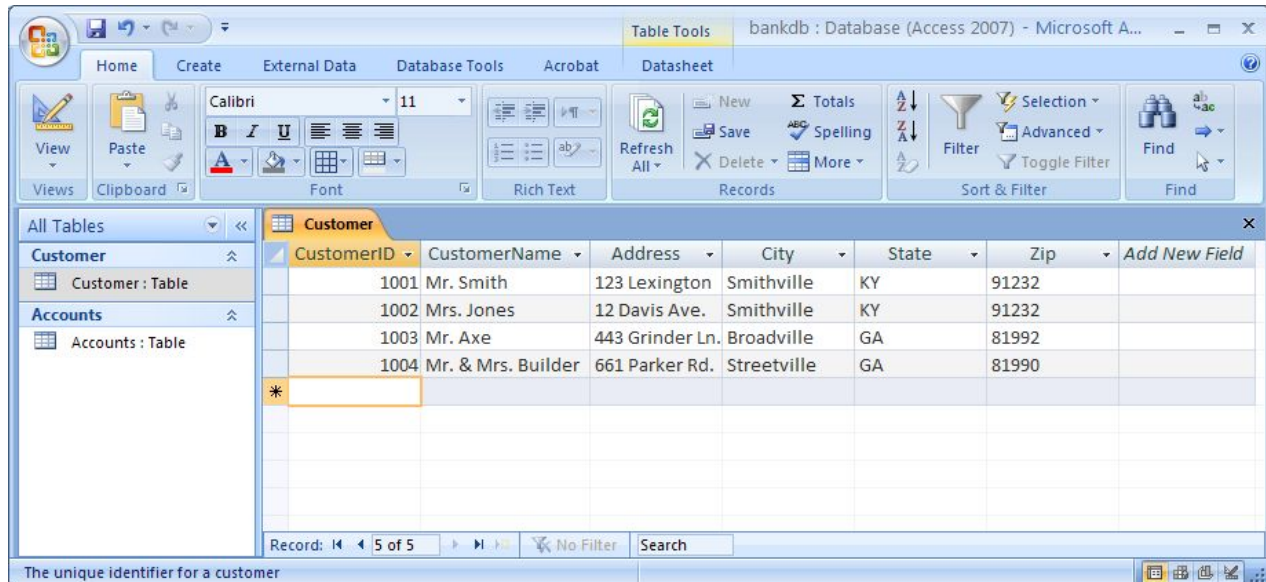 Table Tools bankdb : Database (Access 2007) - Microsoft A...
Home Create External Data Database Tools Acrobat Datasheet
Calibri 11 New Σ Totals Selection
View Paste B I U Refresh All Save Spelling Filter Advanced Find
A Delete More Toggle Filter
Views Clipboard Font Rich Text Records Sort & Filter Find
All Tables Customer
Customer CustomerID CustomerName Address City State Zip Add New Field
Customer : Table 1001 Mr. Smith 123 Lexington Smithville KY 91232
Accounts 1002 Mrs. Jones 12 Davis Ave. Smithville KY 91232
Accounts : Table 1003 Mr. Axe 443 Grinder Ln. Broadville GA 81992
1004 Mr. & Mrs. Builder 661 Parker Rd. Streetville GA 81990
Record: 5 of 5 No Filter Search
The unique identifier for a customer